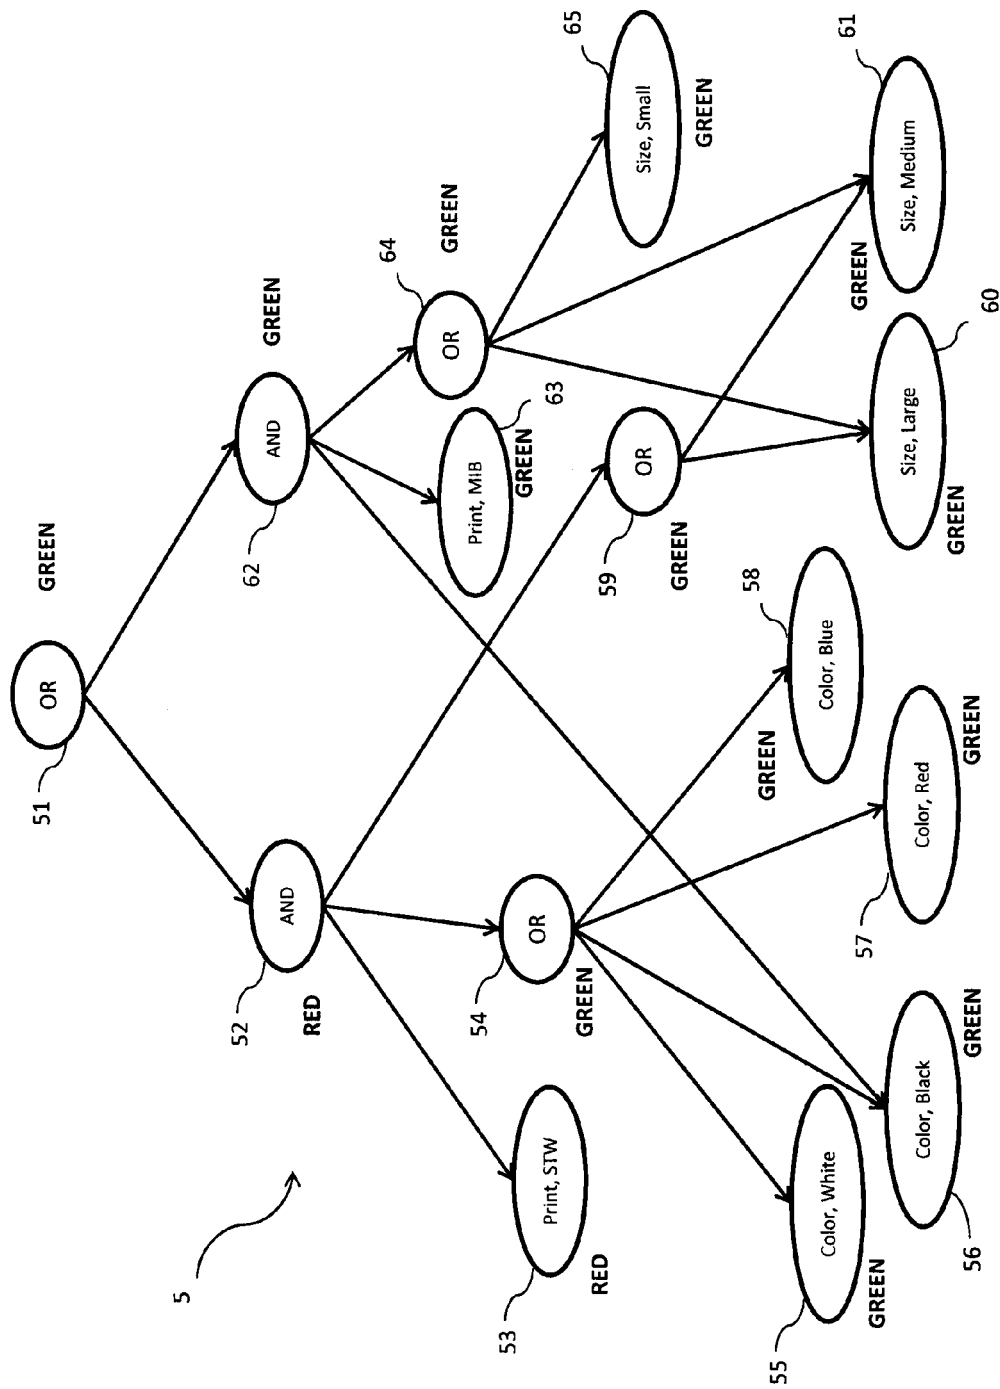 5
51
OR
GREEN
52
AND
RED
62
AND
GREEN
53
Print, STW
RED
54
OR
GREEN
63
Print, MIB
GREEN
64
OR
GREEN
59
OR
GREEN
65
Size, Small
GREEN
55
Color, White
GREEN
56
Color, Black
GREEN
57
Color, Red
GREEN
58
Color, Blue
GREEN
60
Size, Large
GREEN
61
Size, Medium
GREEN